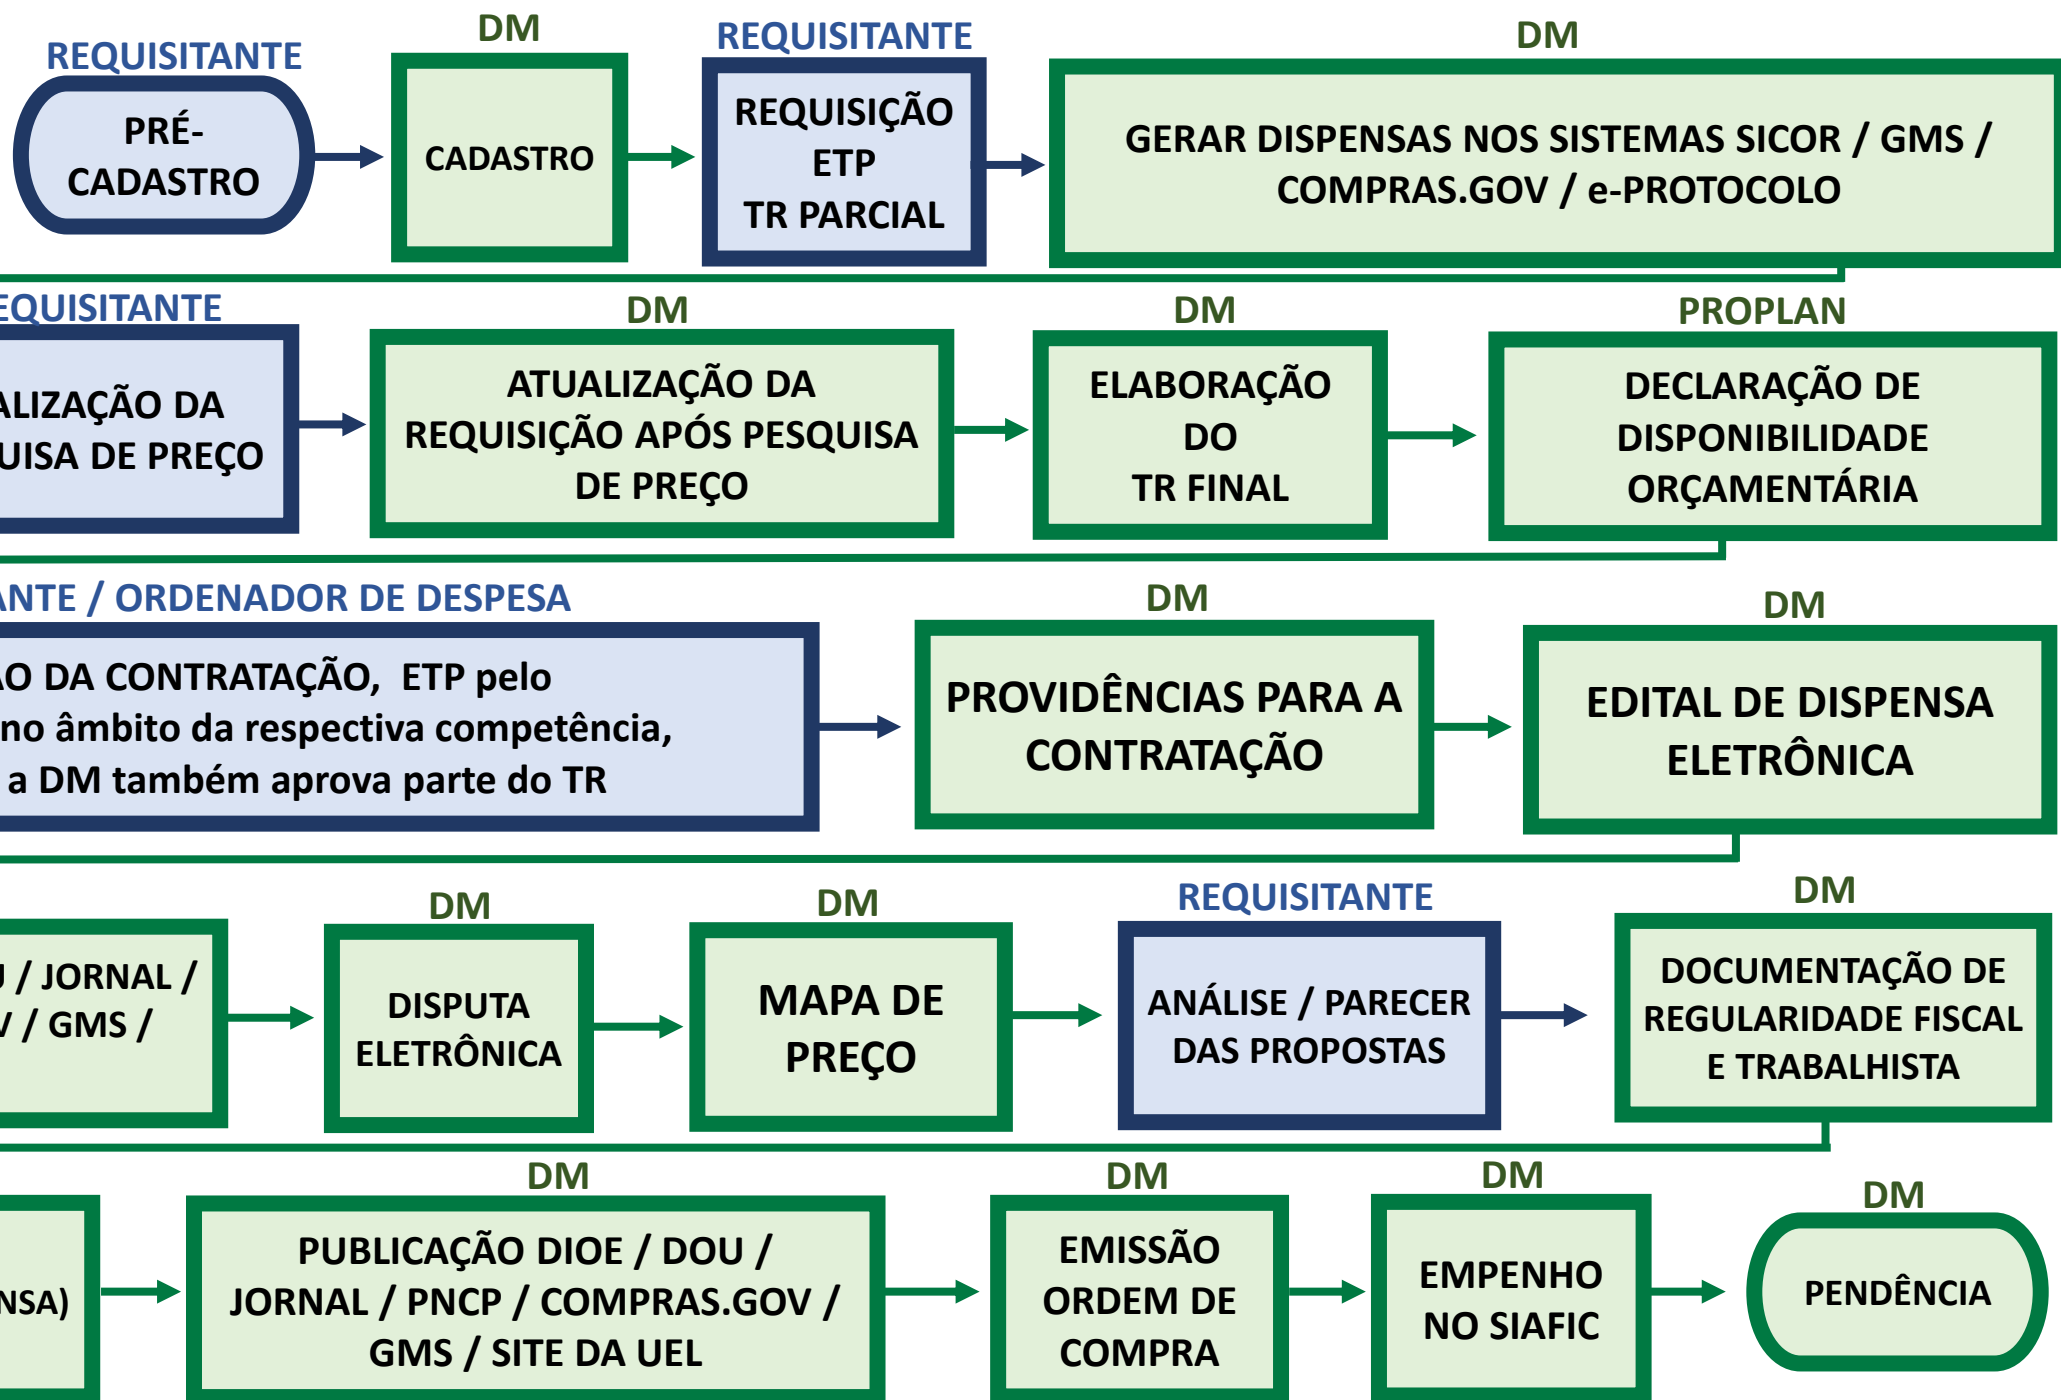 REQUISITANTE
PRÉ-
CADASTRO
DM
CADASTRO
REQUISITANTE
REQUISIÇÃO
ETP
TR PARCIAL
DM
GERAR DISPENSAS NOS SISTEMAS SICOR / GMS /
COMPRAS.GOV / e-PROTOCOLO
EQUISITANTE
ALIZAÇÃO DA
UISA DE PREÇO
DM
ATUALIZAÇÃO DA
REQUISIÇÃO APÓS PESQUISA
DE PREÇO
DM
ELABORAÇÃO
DO
TR FINAL
PROPLAN
DECLARAÇÃO DE
DISPONIBILIDADE
ORÇAMENTÁRIA
ANTE / ORDENADOR DE DESPESA
ÃO DA CONTRATAÇÃO, ETP pelo
no âmbito da respectiva competência,
a DM também aprova parte do TR
DM
PROVIDÊNCIAS PARA A
CONTRATAÇÃO
DM
EDITAL DE DISPENSA
ELETRÔNICA
U / JORNAL /
V / GMS /
DM
DISPUTA
ELETRÔNICA
DM
MAPA DE
PREÇO
REQUISITANTE
ANÁLISE / PARECER
DAS PROPOSTAS
DM
DOCUMENTAÇÃO DE
REGULARIDADE FISCAL
E TRABALHISTA
NSA)
DM
PUBLICAÇÃO DIOE / DOU /
JORNAL / PNCP / COMPRAS.GOV /
GMS / SITE DA UEL
DM
EMISSÃO
ORDEM DE
COMPRA
DM
EMPENHO
NO SIAFIC
DM
PENDÊNCIA